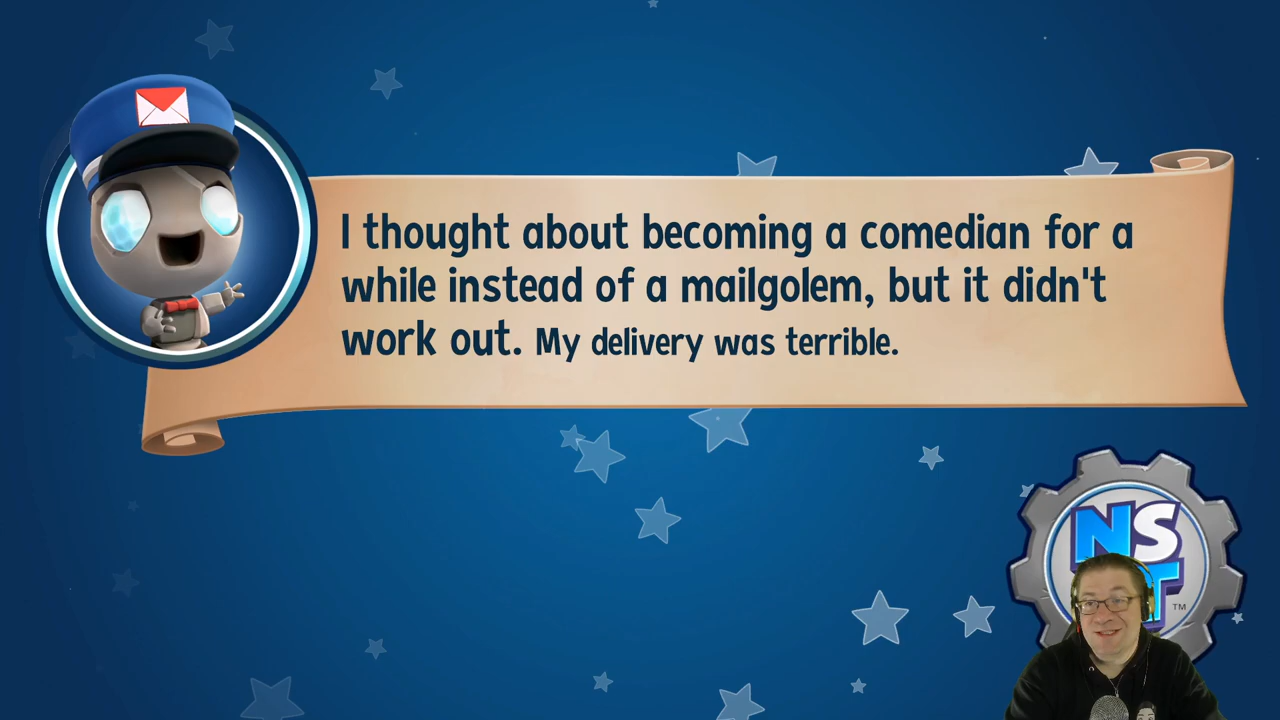 I thought about becoming a comedian for a
while instead of a mailgolem, but it didn't
work out. My delivery was terrible.
NS
T
TM